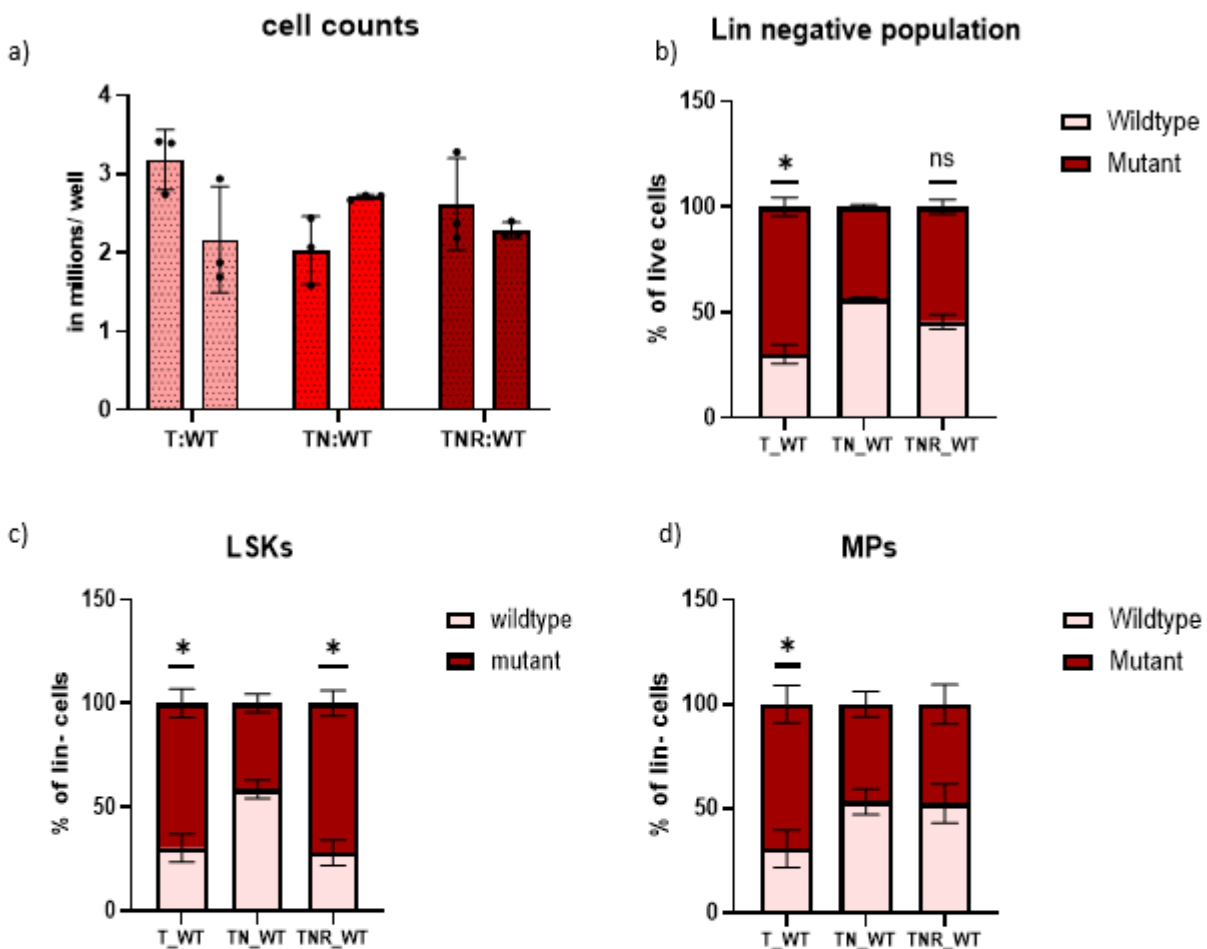 a)
cell counts
in millions/ well
4
3
2
1
0
T:WT
TN:WT
TNR:WT
b)
Lin negative population
% of live cells
150
100
50
0
*
ns
T_WT
TN_WT
TNR_WT
Wildtype
Mutant
c)
LSKs
% of lin- cells
150
100
50
0
*
*
T_WT
TN_WT
TNR_WT
wildtype
mutant
d)
MPs
% of lin- cells
150
100
50
0
*
T_WT
TN_WT
TNR_WT
Wildtype
Mutant